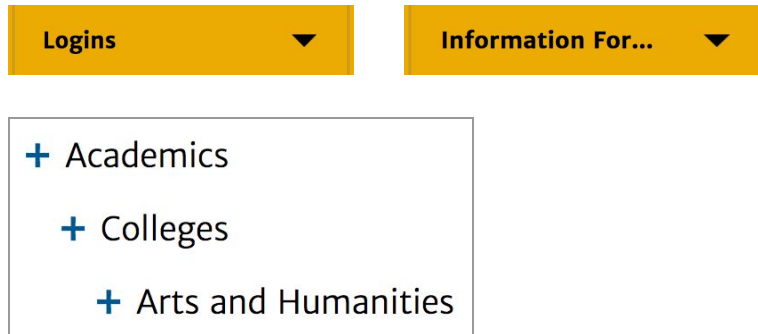 Logins
Information For...
+ Academics
+ Colleges
+ Arts and Humanities